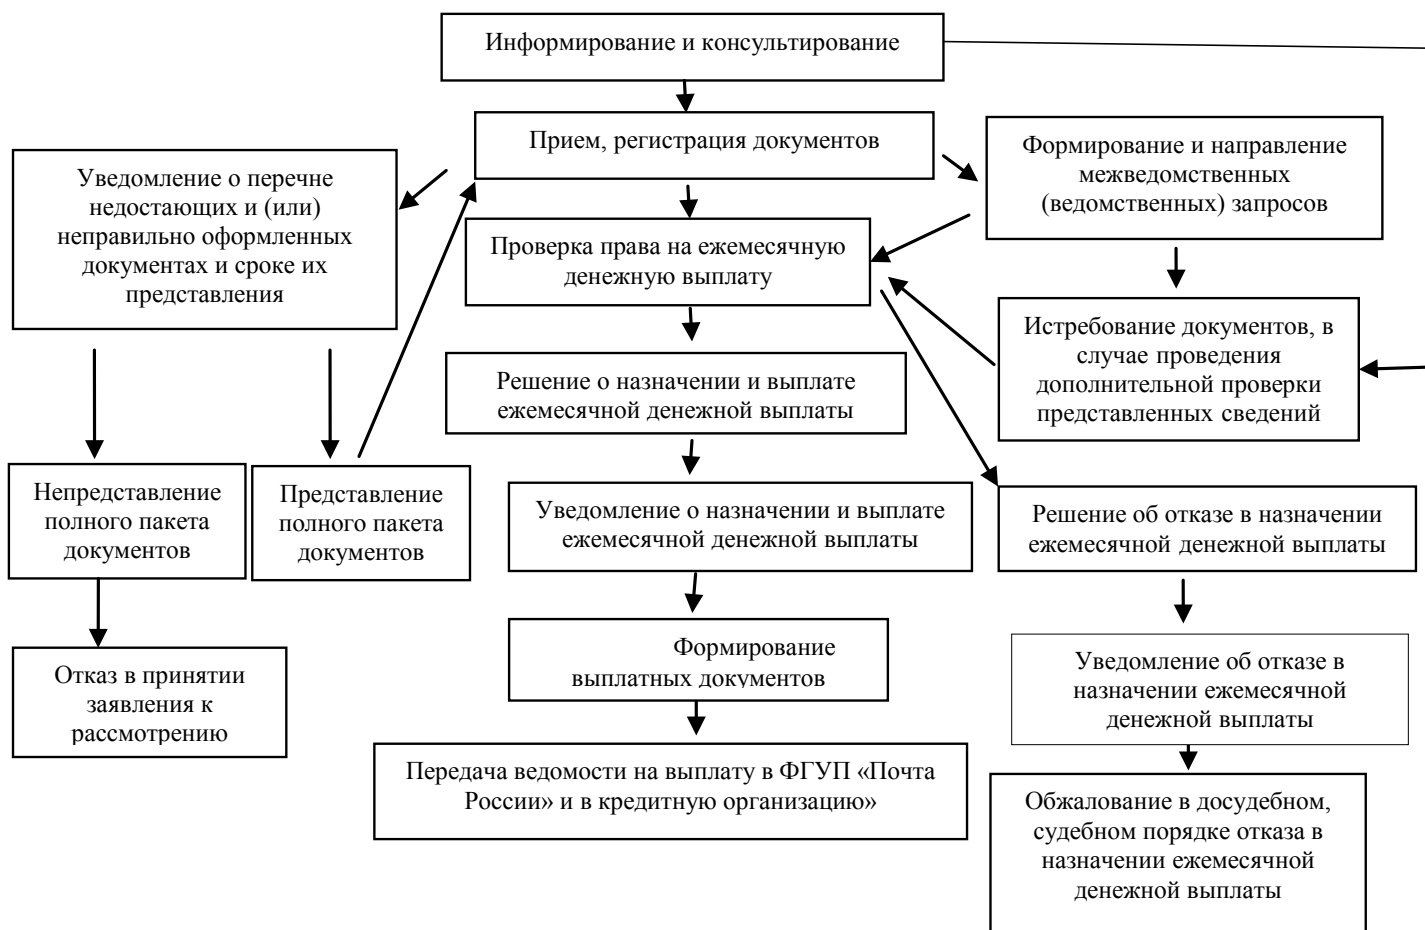 Информирование и консультирование
Прием, регистрация документов
Формирование и направление
межведомственных
(ведомственных) запросов
Уведомление о перечне
недостающих и (или)
неправильно оформленных
документах и сроке их
представления
Проверка права на ежемесячную
денежную выплату
Истребование документов, в
случае проведения
дополнительной проверки
представленных сведений
Решение о назначении и выплате
ежемесячной денежной выплаты
Непредставление
полного пакета
документов
Представление
полного пакета
документов
Уведомление о назначении и выплате
ежемесячной денежной выплаты
Решение об отказе в назначении
ежемесячной денежной выплаты
Формирование
выплатных документов
Отказ в принятии
заявления к
рассмотрению
Уведомление об отказе в
назначении ежемесячной
денежной выплаты
Передача ведомости на выплату в ФГУП «Почта
России» и в кредитную организацию»
Обжалование в досудебном,
судебном порядке отказа в
назначении ежемесячной
денежной выплаты